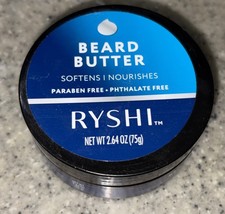 BEARD
BUTTER
SOFTENS | NOURISHES
PARABEN FREE • PHTHALATE FREE
RYSHI™
NET WT 2.64 OZ (75g)